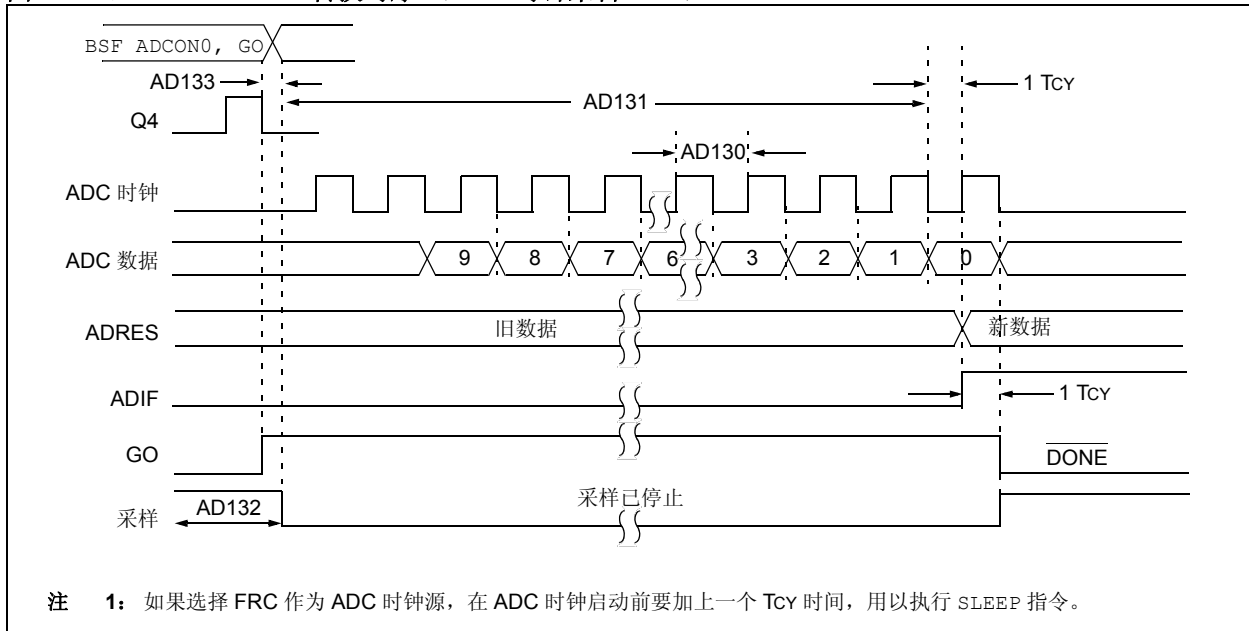 BSF ADCON0, GO
AD133
1 TCY
AD131
Q4
AD130
ADC 时钟
ADC 数据
9 8 7 6 3 2 1 0
ADRES
旧数据
新数据
ADIF
1 TCY
GO
DONE
采样
AD132
采样已停止
注 1: 如果选择 FRC 作为 ADC 时钟源，在 ADC 时钟启动前要加上一个 TCY 时间，用以执行 SLEEP 指令。